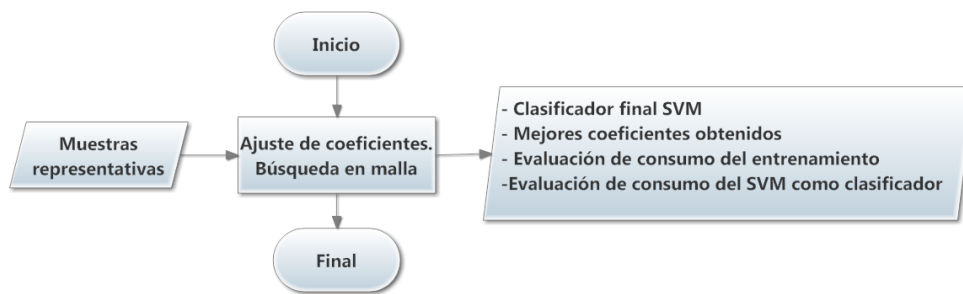 Inicio
Muestras
representativas
Ajuste de coeficientes.
Búsqueda en malla
- Clasificador final SVM
- Mejores coeficientes obtenidos
- Evaluación de consumo del entrenamiento
-Evaluación de consumo del SVM como clasificador
Final